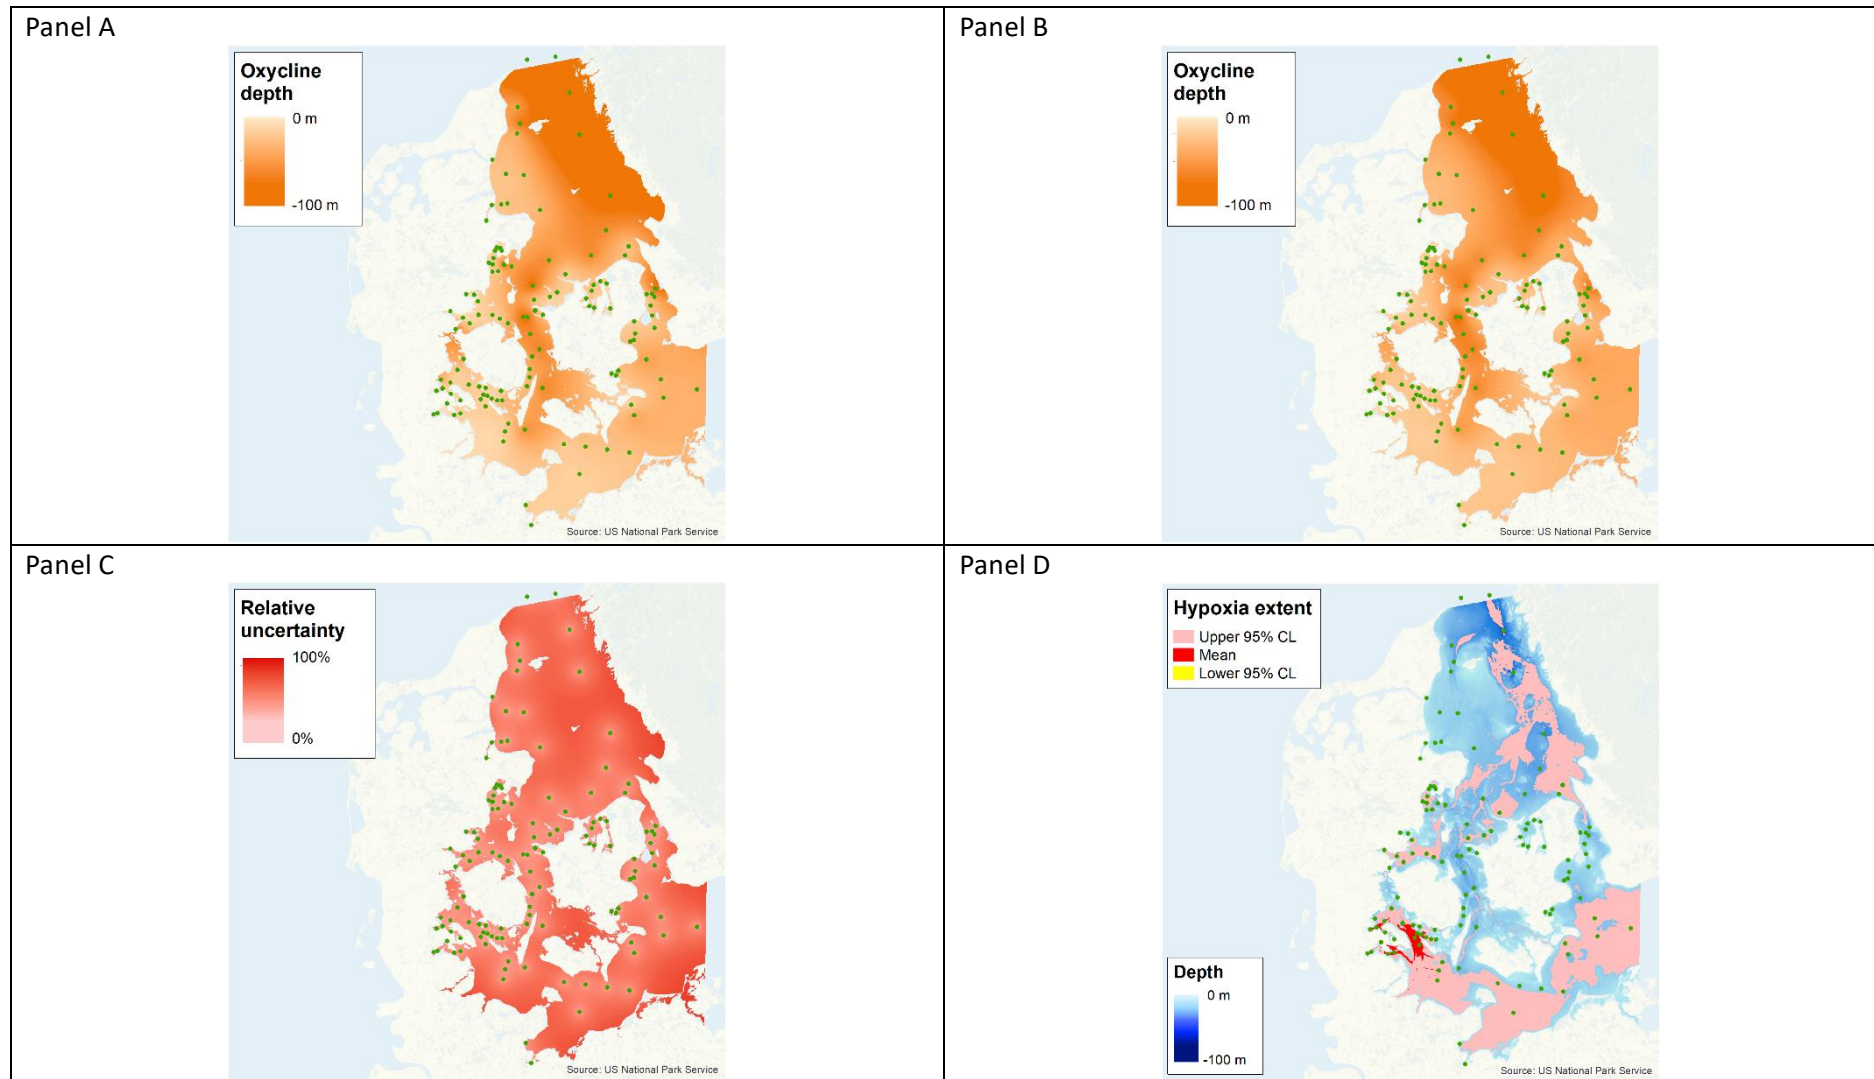 Panel A
Oxycline
depth
0 m
-100 m
Source: US National Park Service
Panel B
Oxycline
depth
0 m
-100 m
Source: US National Park Service
Panel C
Relative
uncertainty
100%
0%
Source: US National Park Service
Panel D
Hypoxia extent
Upper 95% CL
Mean
Lower 95% CL
Depth
0 m
-100 m
Source: US National Park Service